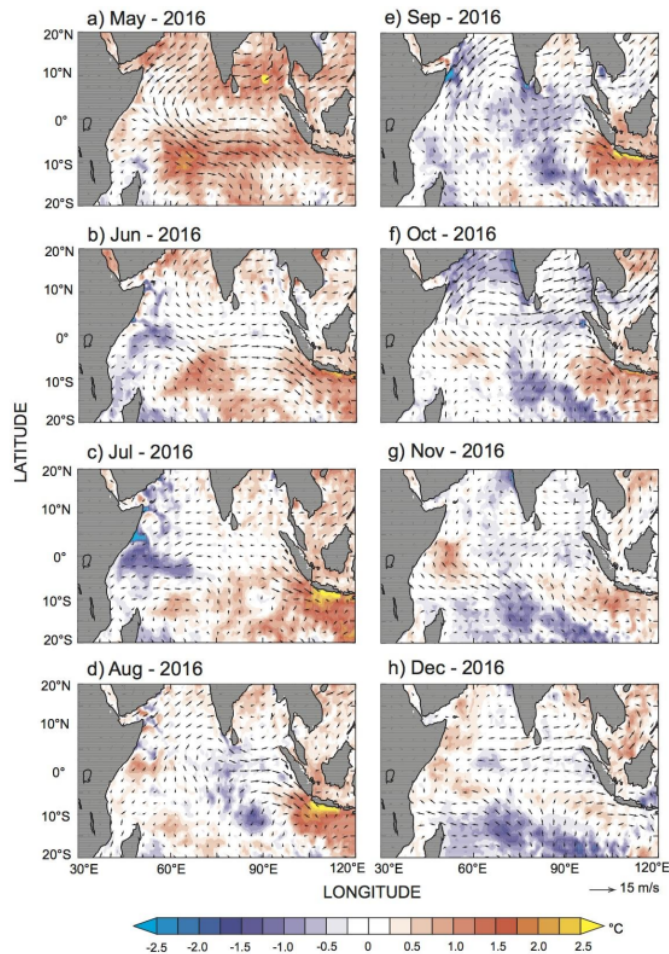 a) May - 2016
20°N
10°N
0°
10°S
20°S
b) Jun - 2016
20°N
10°N
0°
10°S
20°S
c) Jul - 2016
20°N
10°N
0°
10°S
20°S
d) Aug - 2016
20°N
10°N
0°
10°S
20°S
30°E
60°E
90°E
120°E
e) Sep - 2016
f) Oct - 2016
g) Nov - 2016
h) Dec - 2016
30°E
60°E
90°E
120°E
LATITUDE
LONGITUDE
15 m/s
°C
-2.5 -2.0 -1.5 -1.0 -0.5 0 0.5 1.0 1.5 2.0 2.5